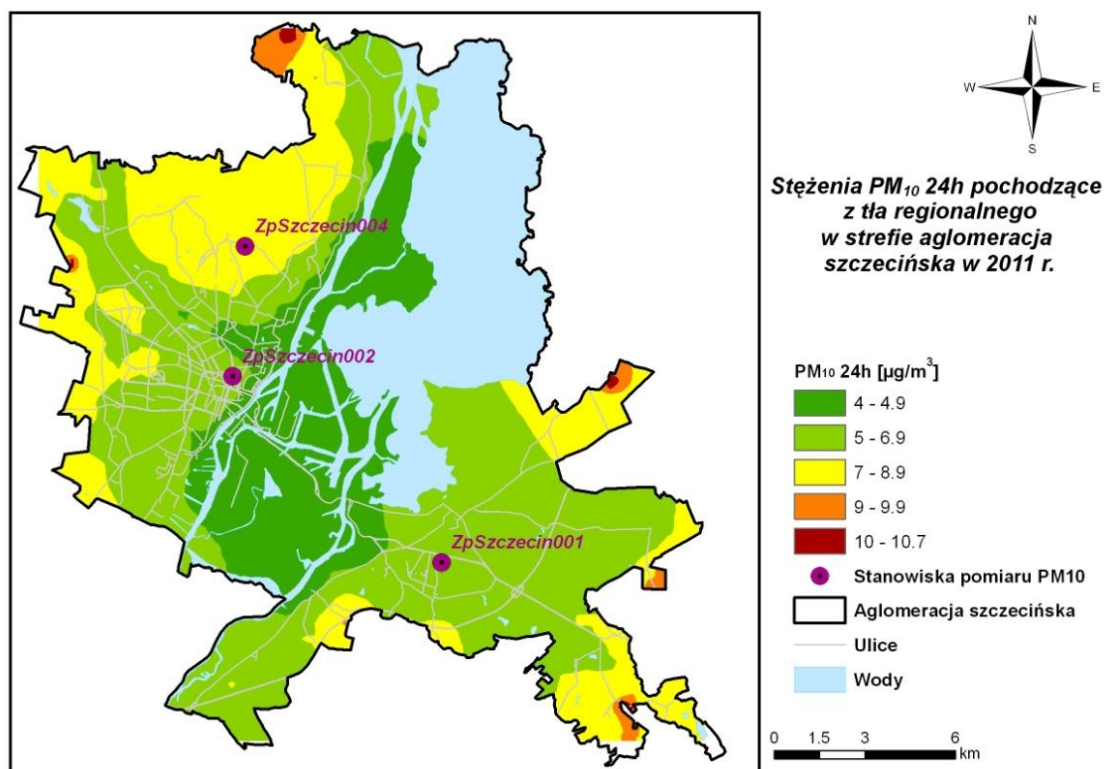 N
W E
S
Stężenia PM₁₀ 24h pochodzące
z tła regionalnego
w strefie aglomeracja
szczecińska w 2011 r.
ZpSzczecin004
ZpSzczecin002
ZpSzczecin001
PM₁₀ 24h [µg/m³]
4 - 4.9
5 - 6.9
7 - 8.9
9 - 9.9
10 - 10.7
Stanowiska pomiaru PM10
Aglomeracja szczecińska
Ulice
Wody
0 1.5 3 6
km